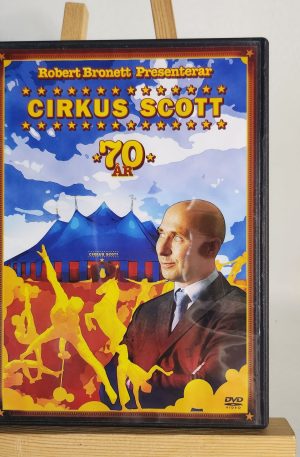 Robert Bronett Presenterar
CIRKUS SCOTT
70
ÅR
CIRKUS SCOTT
DVD
VIDEO